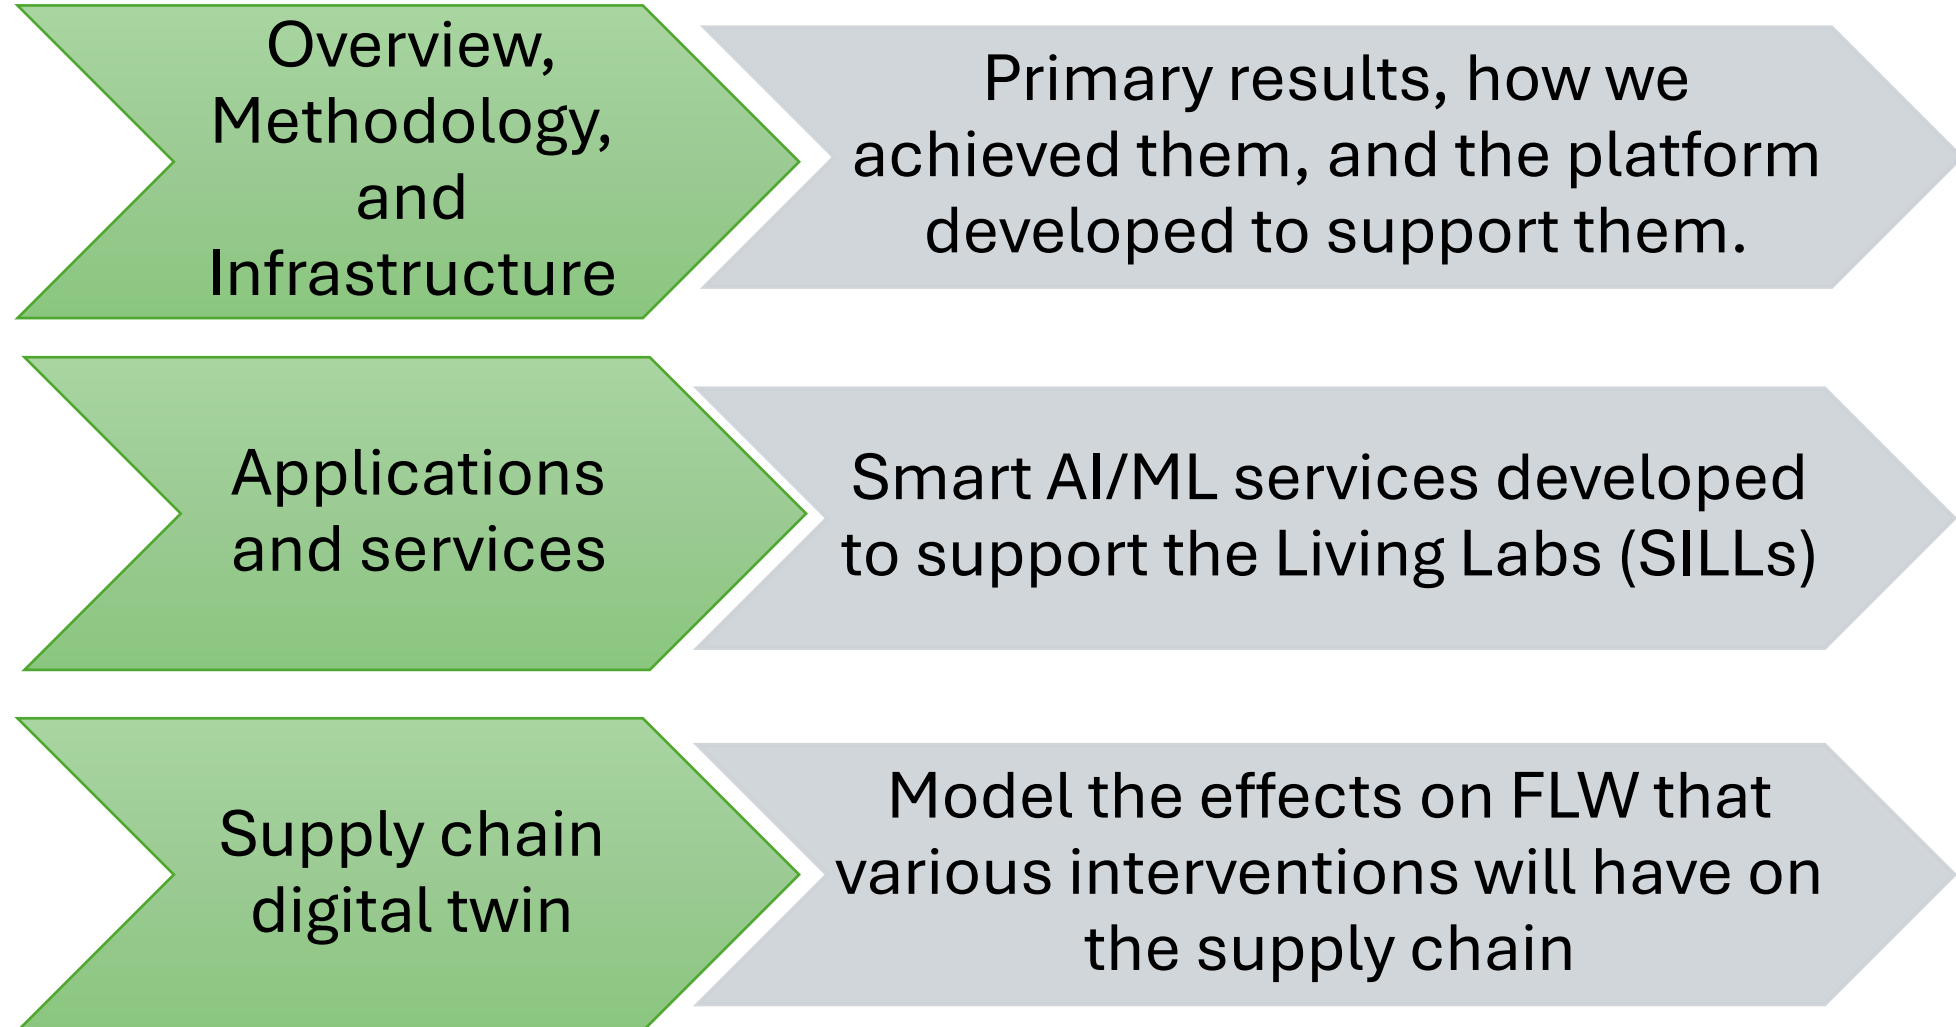 Overview,
Methodology,
and
Infrastructure
Primary results, how we
achieved them, and the platform
developed to support them.
Applications
and services
Smart AI/ML services developed
to support the Living Labs (SILLs)
Supply chain
digital twin
Model the effects on FLW that
various interventions will have on
the supply chain